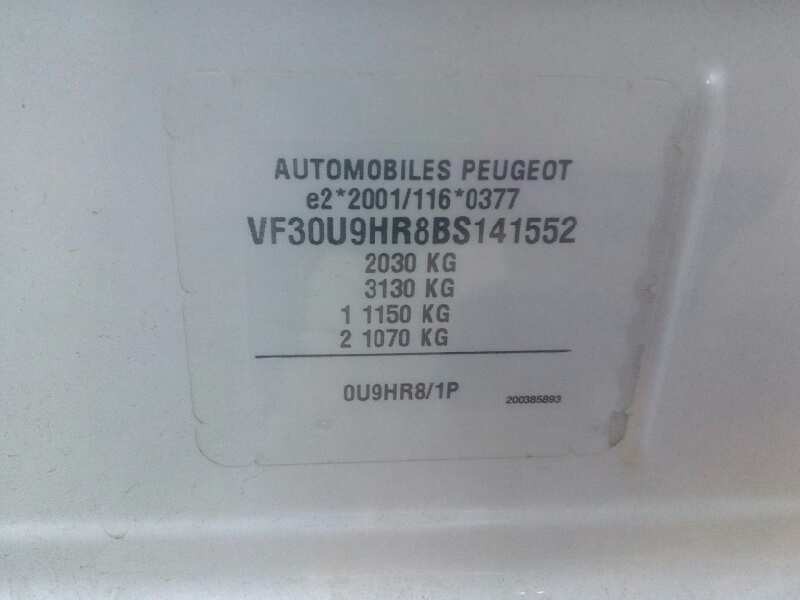 AUTOMOBILES PEUGEOT
e2*2001/116*0377
VF30U9HR8BS141552
2030 KG
3130 KG
1 1150 KG
2 1070 KG
0U9HR8/1P
200385893